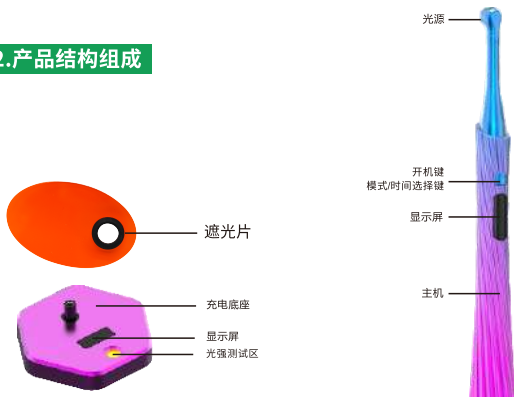 2.产品结构组成
光源
开机键
模式/时间选择键
显示屏
主机
遮光片
充电底座
显示屏
光强测试区